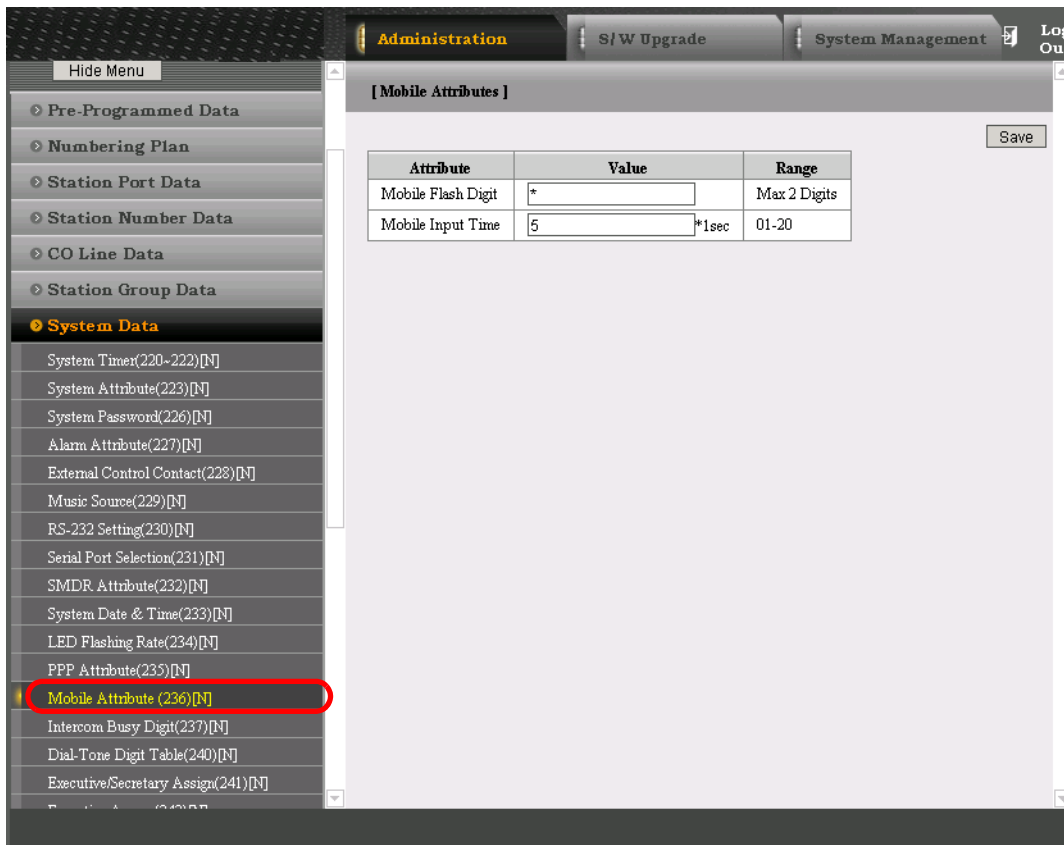 Administration
S/W Upgrade
System Management
Log
Ou
Hide Menu
Pre-Programmed Data
Numbering Plan
Station Port Data
Station Number Data
CO Line Data
Station Group Data
System Data
System Timer(220~222)[N]
System Attribute(223)[N]
System Password(226)[N]
Alarm Attribute(227)[N]
External Control Contact(228)[N]
Music Source(229)[N]
RS-232 Setting(230)[N]
Serial Port Selection(231)[N]
SMDR Attribute(232)[N]
System Date & Time(233)[N]
LED Flashing Rate(234)[N]
PPP Attribute(235)[N]
Mobile Attribute (236)[N]
Intercom Busy Digit(237)[N]
Dial-Tone Digit Table(240)[N]
Executive/Secretary Assign(241)[N]
[ Mobile Attributes ]
Save
Attribute Value Range
Mobile Flash Digit * Max 2 Digits
Mobile Input Time 5 *1sec 01-20